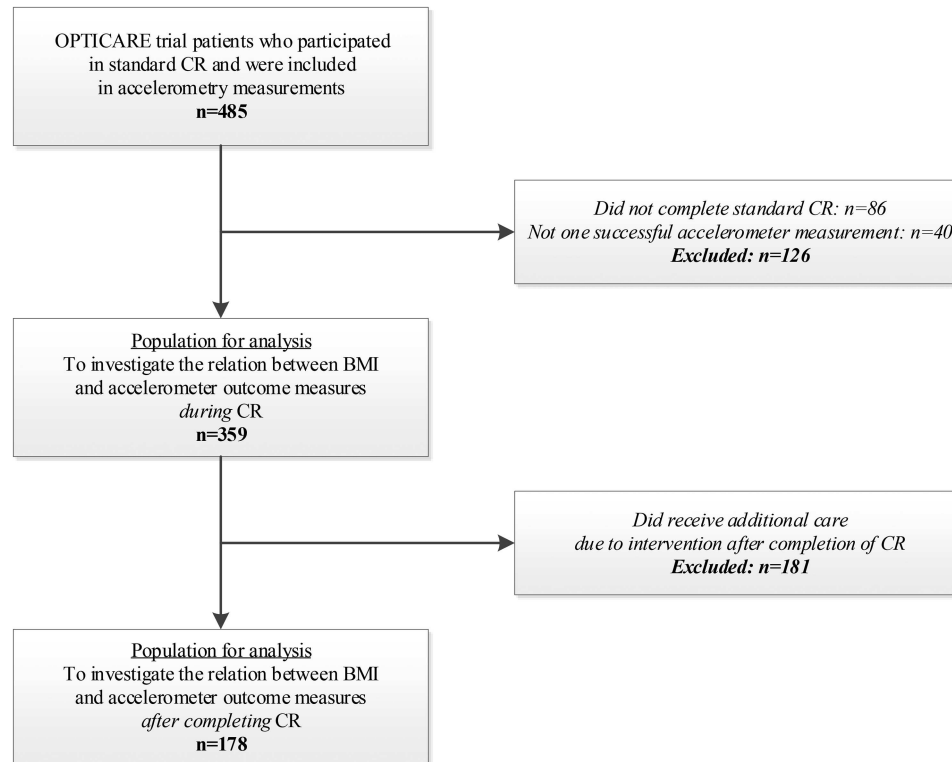 OPTICARE trial patients who participated
in standard CR and were included
in accelerometry measurements
n=485
Did not complete standard CR: n=86
Not one successful accelerometer measurement: n=40
Excluded: n=126
Population for analysis
To investigate the relation between BMI
and accelerometer outcome measures
during CR
n=359
Did receive additional care
due to intervention after completion of CR
Excluded: n=181
Population for analysis
To investigate the relation between BMI
and accelerometer outcome measures
after completing CR
n=178